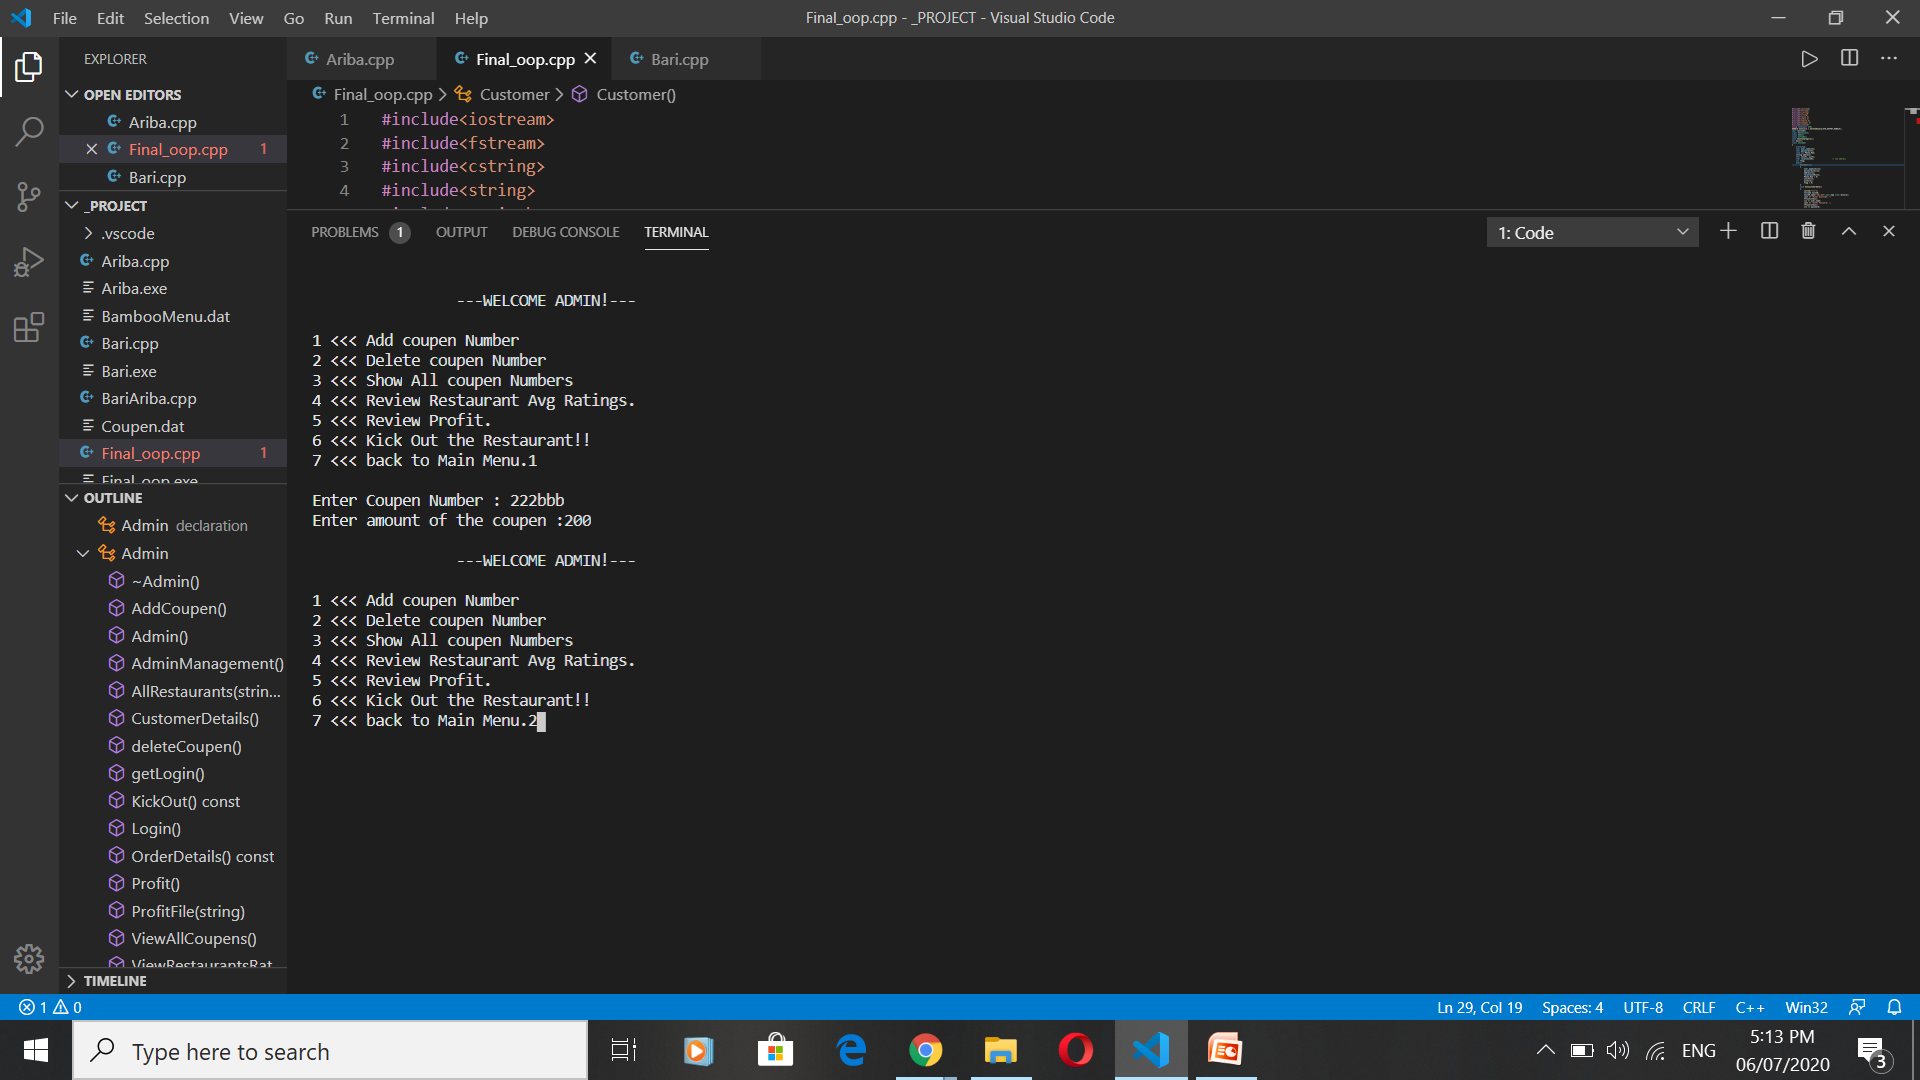 File Edit Selection View Go Run Terminal Help
Final_oop.cpp - _PROJECT - Visual Studio Code
EXPLORER
OPEN EDITORS
Ariba.cpp
Final_oop.cpp 1
Bari.cpp
_PROJECT
.vscode
Ariba.cpp
Ariba.exe
BambooMenu.dat
Bari.cpp
Bari.exe
BariAriba.cpp
Coupen.dat
Final_oop.cpp 1
Final_oop.exe
OUTLINE
Admin declaration
Admin
~Admin()
AddCoupen()
Admin()
AdminManagement()
AllRestaurants(strin...
CustomerDetails()
deleteCoupen()
getLogin()
KickOut() const
Login()
OrderDetails() const
Profit()
ProfitFile(string)
ViewAllCoupens()
ViewRestaurantsRat
TIMELINE
Ariba.cpp Final_oop.cpp Bari.cpp
Final_oop.cpp > Customer > Customer()
1 #include<iostream>
2 #include<fstream>
3 #include<cstring>
4 #include<string>
PROBLEMS 1 OUTPUT DEBUG CONSOLE TERMINAL
1: Code
---WELCOME ADMIN!---
1 <<< Add coupen Number
2 <<< Delete coupen Number
3 <<< Show All coupen Numbers
4 <<< Review Restaurant Avg Ratings.
5 <<< Review Profit.
6 <<< Kick Out the Restaurant!!
7 <<< back to Main Menu.1
Enter Coupen Number : 222bbb
Enter amount of the coupen :200
---WELCOME ADMIN!---
1 <<< Add coupen Number
2 <<< Delete coupen Number
3 <<< Show All coupen Numbers
4 <<< Review Restaurant Avg Ratings.
5 <<< Review Profit.
6 <<< Kick Out the Restaurant!!
7 <<< back to Main Menu.2
1 0
Ln 29, Col 19 Spaces: 4 UTF-8 CRLF C++ Win32
Type here to search
ENG
5:13 PM
06/07/2020
3